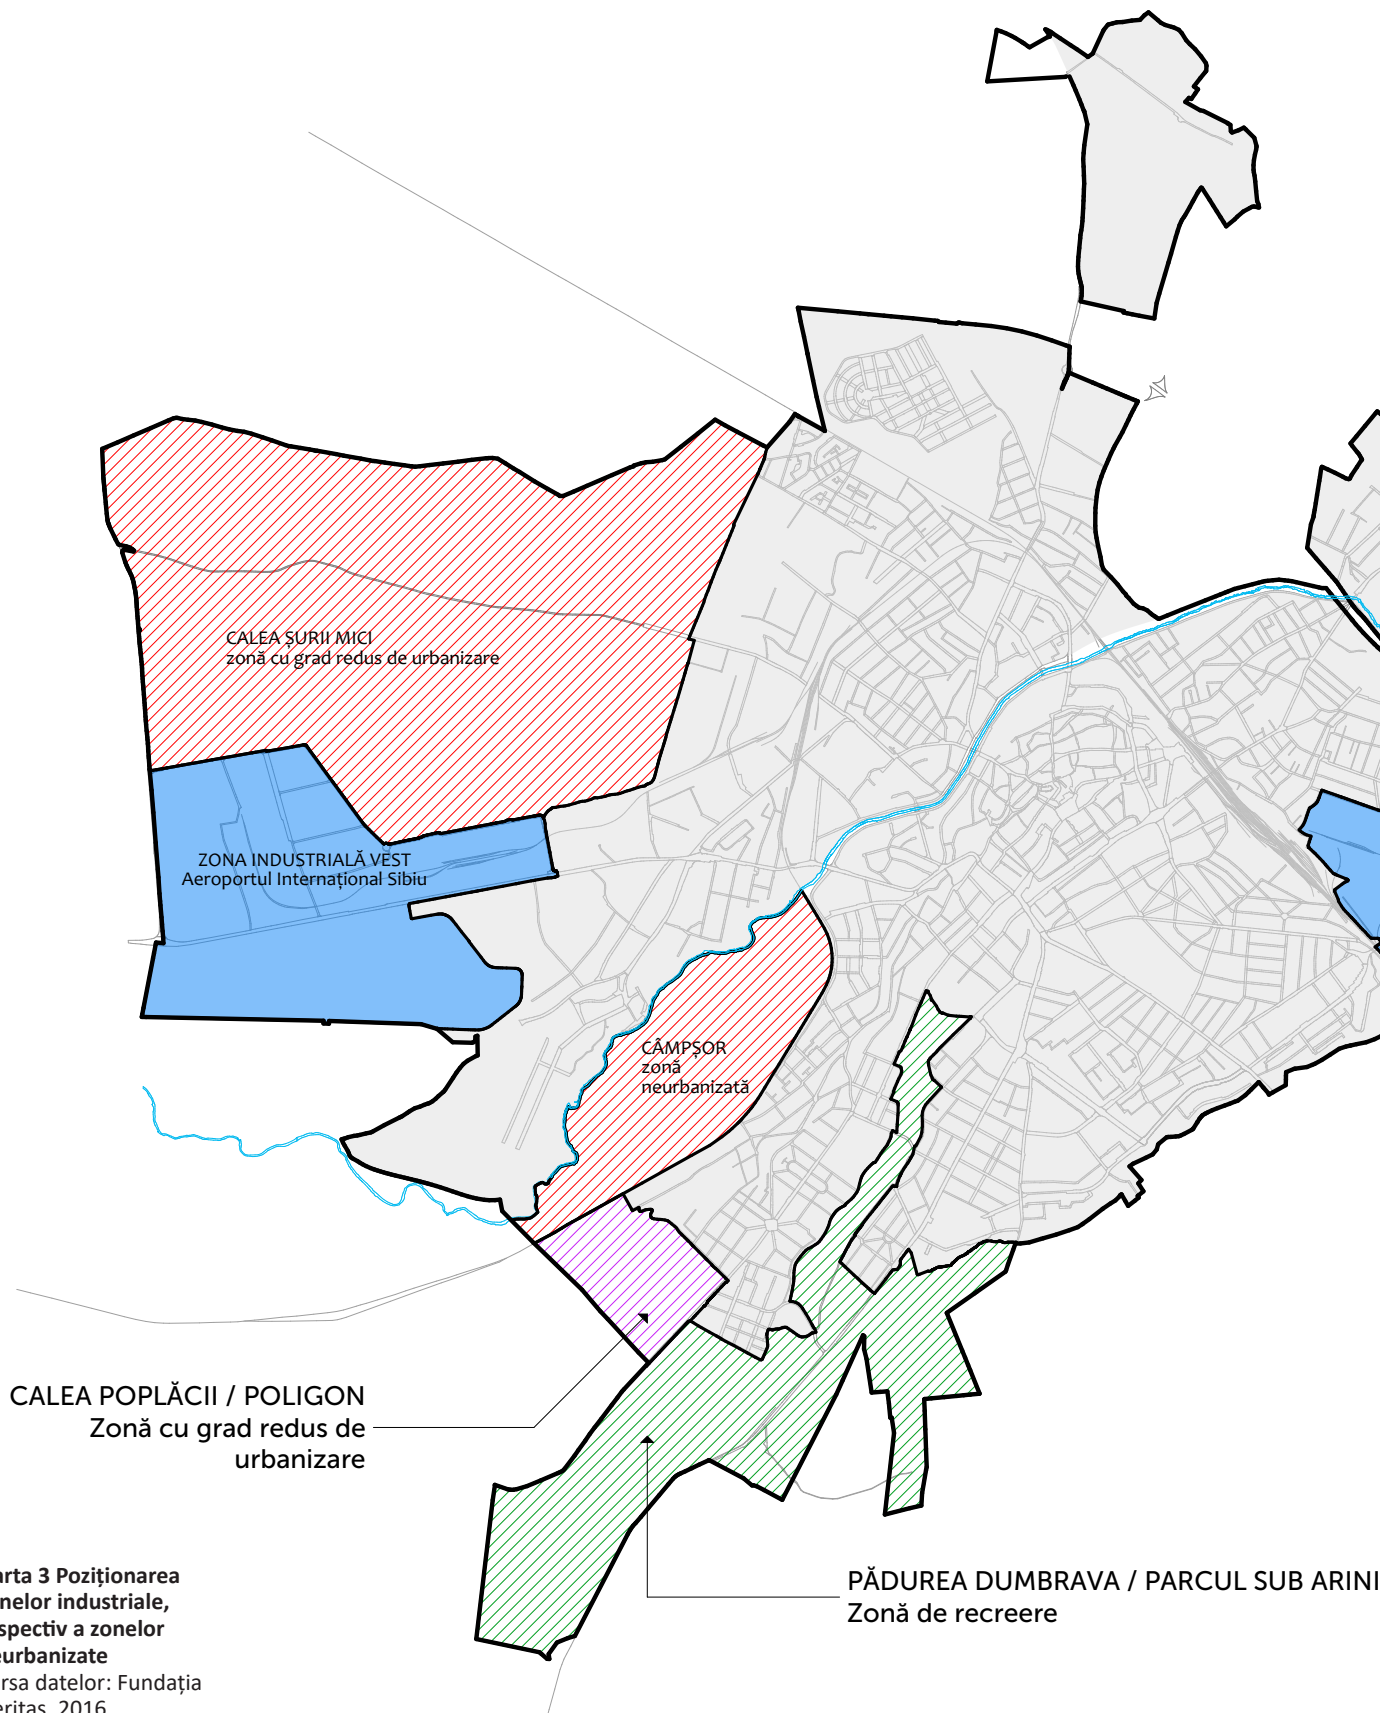 CALEA ȘURII MICI
zonă cu grad redus de urbanizare
ZONA INDUSTRIALĂ VEST
Aeroportul Internațional Sibiu
CÂMPȘOR
zonă
neurbanizată
CALEA POPLĂCII / POLIGON
Zonă cu grad redus de
urbanizare
PĂDUREA DUMBRAVA / PARCUL SUB ARINI
Zonă de recreere
arta 3 Poziționarea
nelor industriale,
spectiv a zonelor
eurbanizate
rsa datelor: Fundația
eritas, 2016